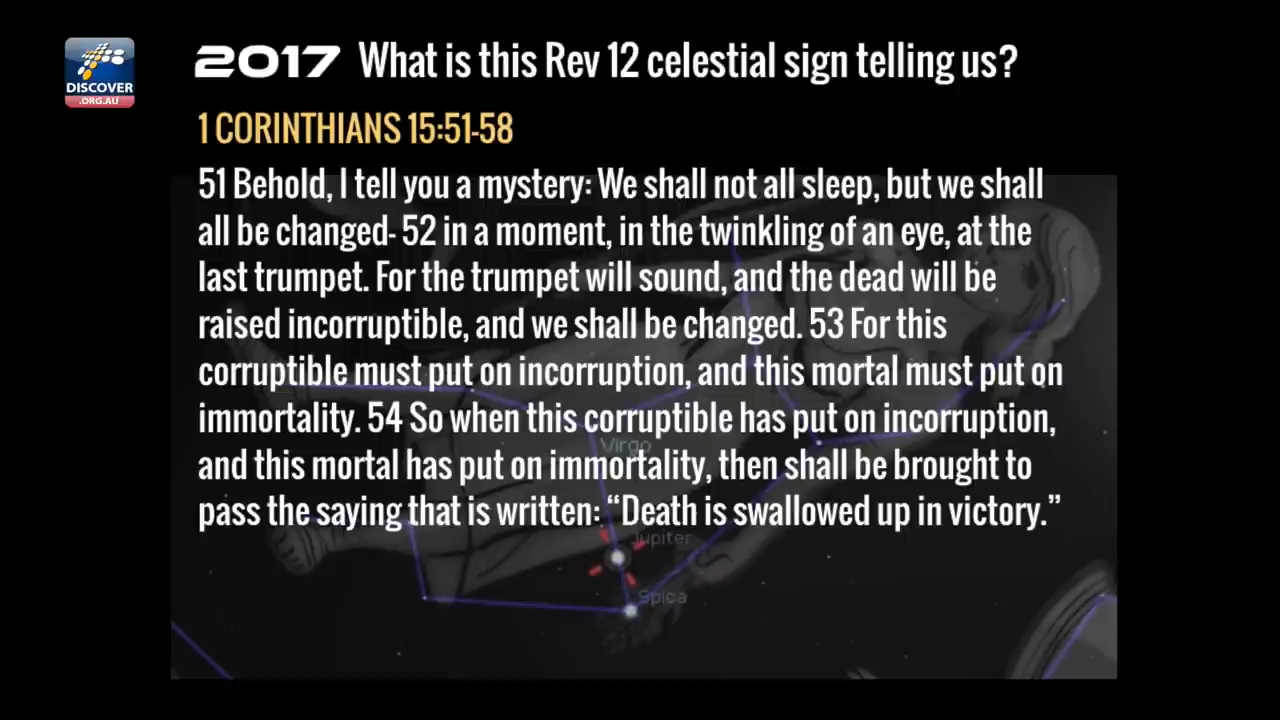 DISCOVER
.ORG.AU
2017 What is this Rev 12 celestial sign telling us?
1 CORINTHIANS 15:51-58
51 Behold, I tell you a mystery: We shall not all sleep, but we shall
all be changed- 52 in a moment, in the twinkling of an eye, at the
last trumpet. For the trumpet will sound, and the dead will be
raised incorruptible, and we shall be changed. 53 For this
corruptible must put on incorruption, and this mortal must put on
immortality. 54 So when this corruptible has put on incorruption,
Virgo
and this mortal has put on immortality, then shall be brought to
pass the saying that is written: “Death is swallowed up in victory.”
Jupiter
Spica